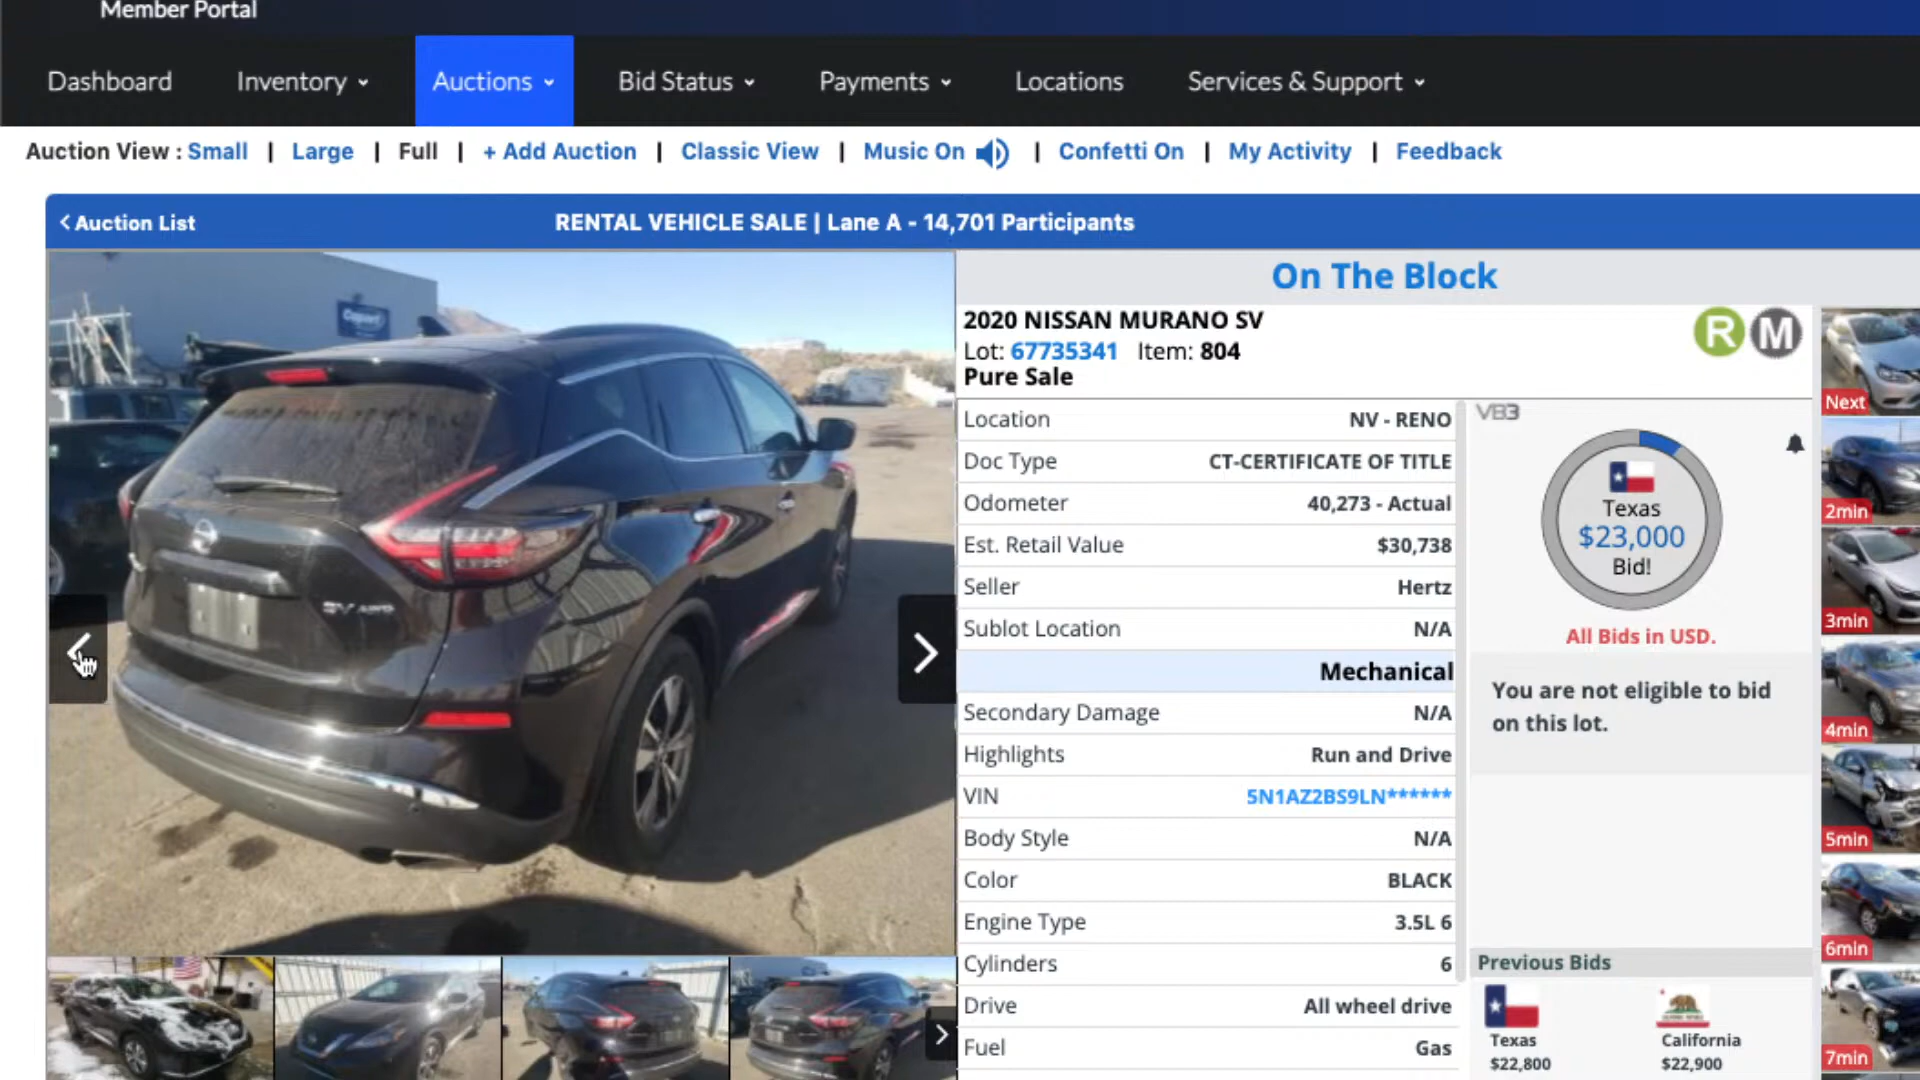 Member Portal
Dashboard Inventory Auctions Bid Status Payments Locations Services & Support
Auction View : Small | Large | Full | + Add Auction | Classic View | Music On | Confetti On | My Activity | Feedback
Auction List
RENTAL VEHICLE SALE | Lane A - 14,701 Participants
Copart
SV AWD
On The Block
2020 NISSAN MURANO SV
Lot: 67735341 Item: 804
Pure Sale
R M
Location NV - RENO
Doc Type CT-CERTIFICATE OF TITLE
Odometer 40,273 - Actual
Est. Retail Value $30,738
Seller Hertz
Sublot Location N/A
Mechanical
Secondary Damage N/A
Highlights Run and Drive
VIN 5N1AZ2BS9LN******
Body Style N/A
Color BLACK
Engine Type 3.5L 6
Cylinders 6
Drive All wheel drive
Fuel Gas
VB3
Texas
$23,000
Bid!
All Bids in USD.
You are not eligible to bid
on this lot.
Previous Bids
Texas
$22,800
California
$22,900
Next
2min
3min
4min
5min
6min
7min